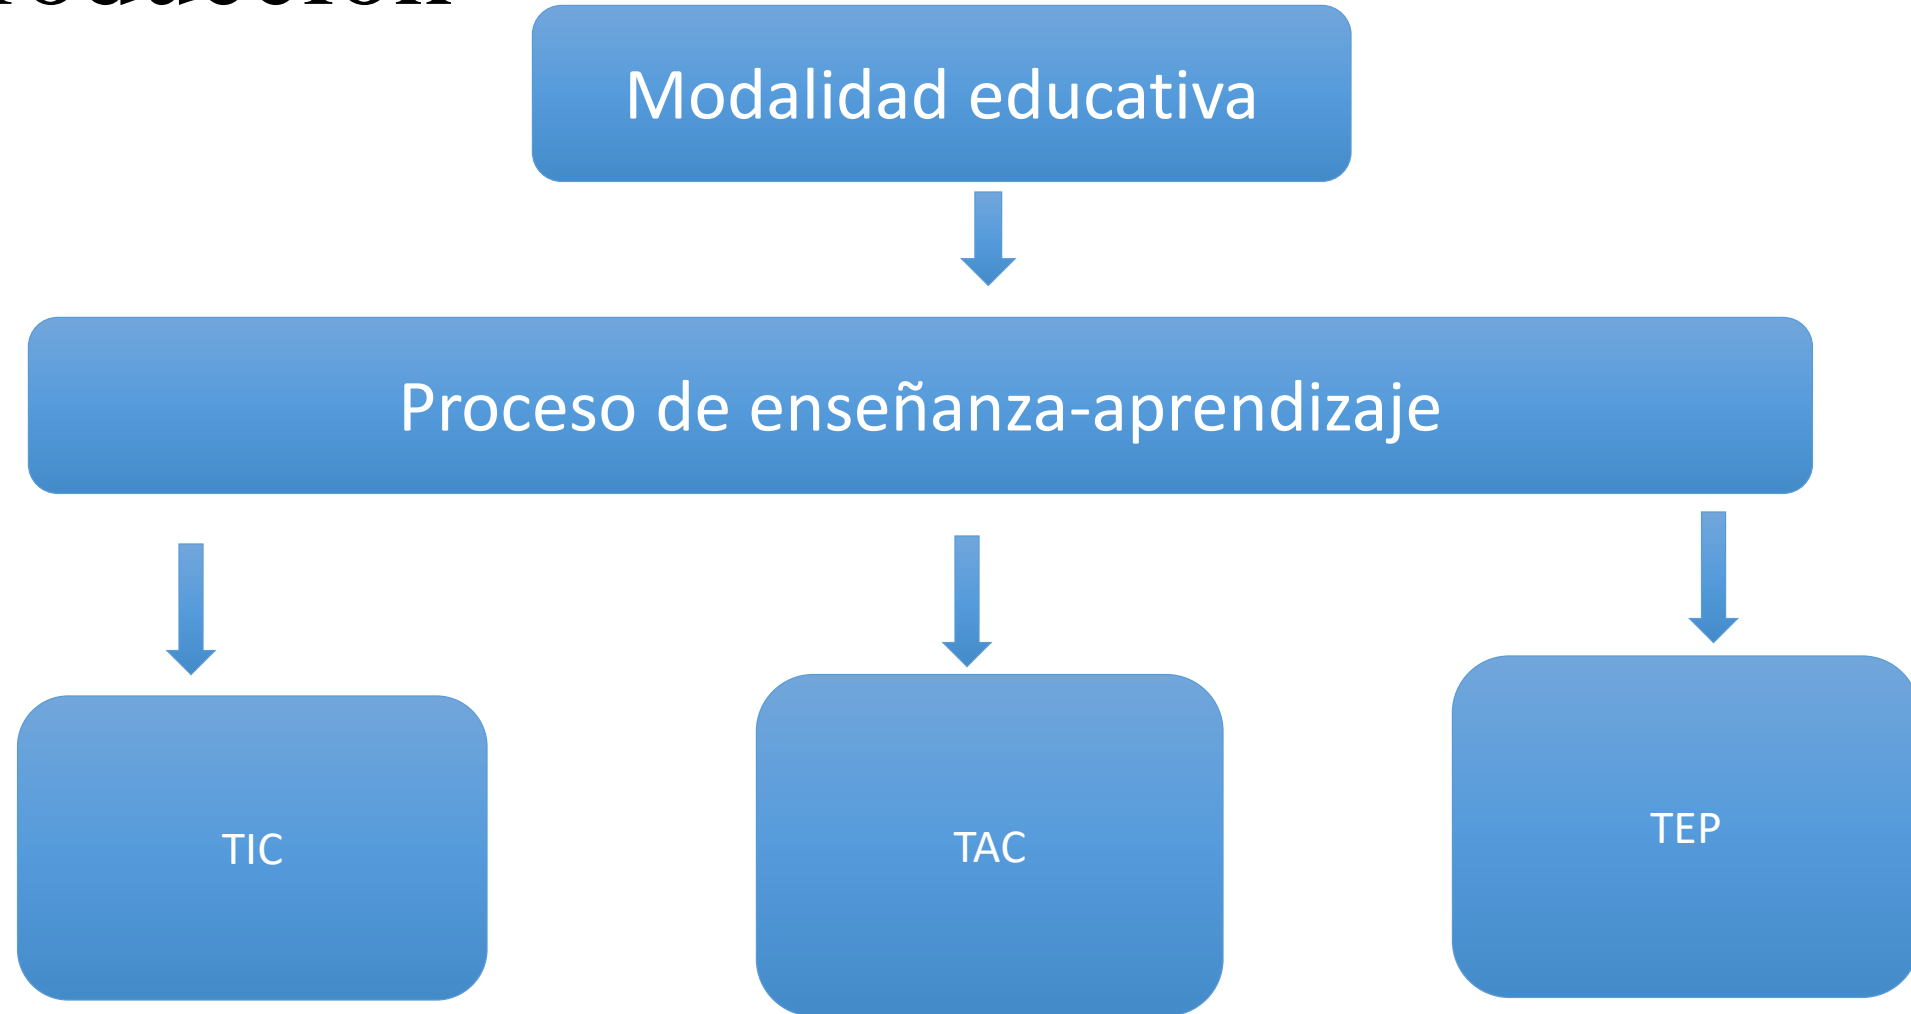 Modalidad educativa
Proceso de enseñanza-aprendizaje
TIC
TAC
TEP